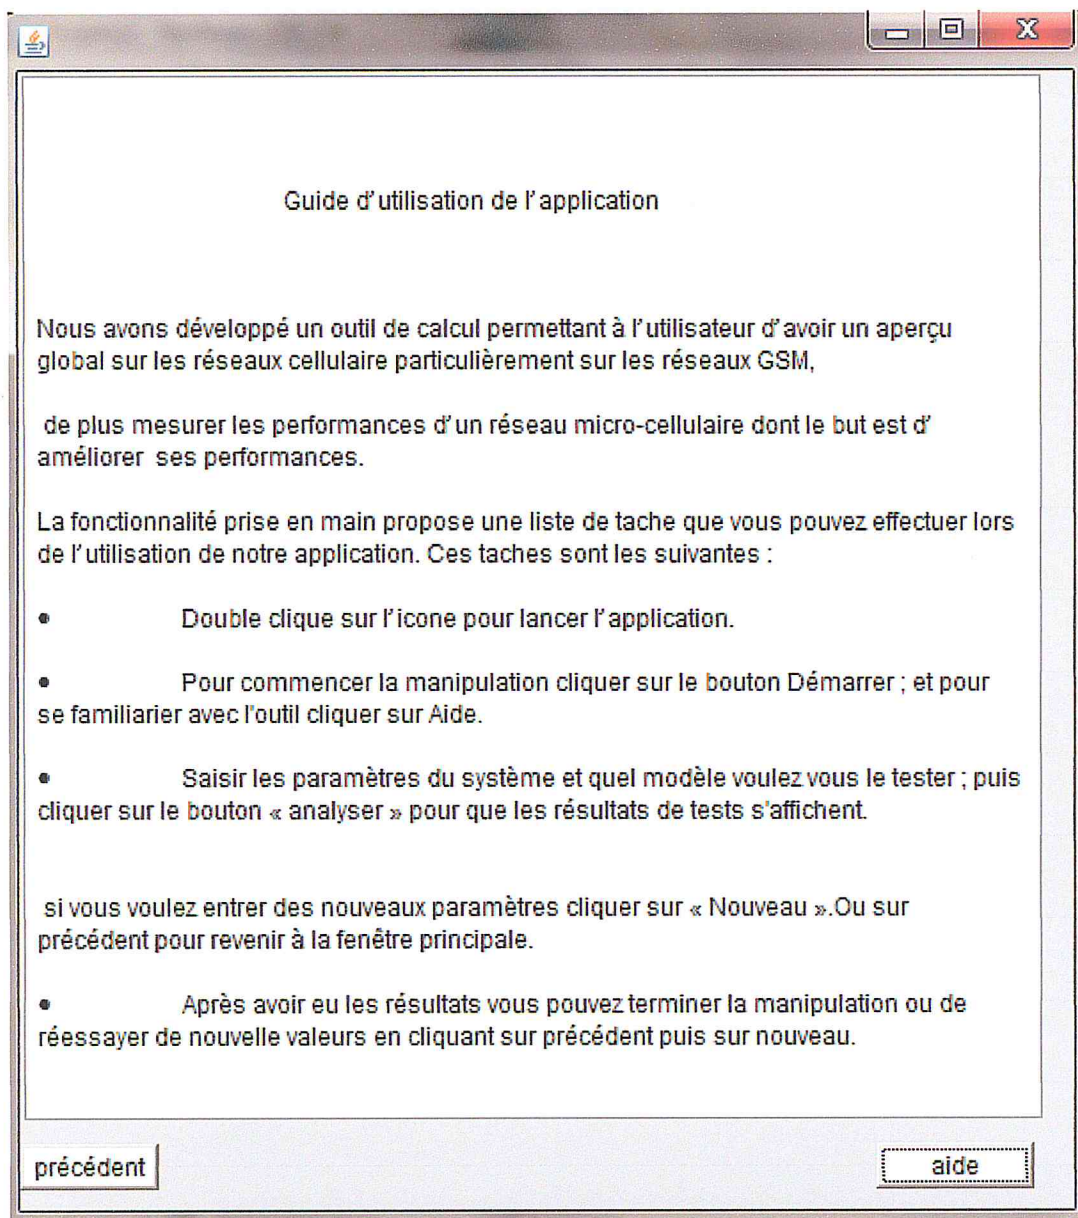 Guide d'utilisation de l'application
Nous avons développé un outil de calcul permettant à l'utilisateur d'avoir un aperçu
global sur les réseaux cellulaire particulièrement sur les réseaux GSM,
de plus mesurer les performances d'un réseau micro-cellulaire dont le but est d'
améliorer ses performances.
La fonctionnalité prise en main propose une liste de tache que vous pouvez effectuer lors
de l'utilisation de notre application. Ces taches sont les suivantes :
• Double clique sur l'icone pour lancer l'application.
• Pour commencer la manipulation cliquer sur le bouton Démarrer ; et pour
se familiarier avec l'outil cliquer sur Aide.
• Saisir les paramètres du système et quel modèle voulez vous le tester ; puis
cliquer sur le bouton « analyser » pour que les résultats de tests s'affichent.
si vous voulez entrer des nouveaux paramètres cliquer sur « Nouveau ».Ou sur
précédent pour revenir à la fenêtre principale.
• Après avoir eu les résultats vous pouvez terminer la manipulation ou de
réessayer de nouvelle valeurs en cliquant sur précédent puis sur nouveau.
précédent
aide